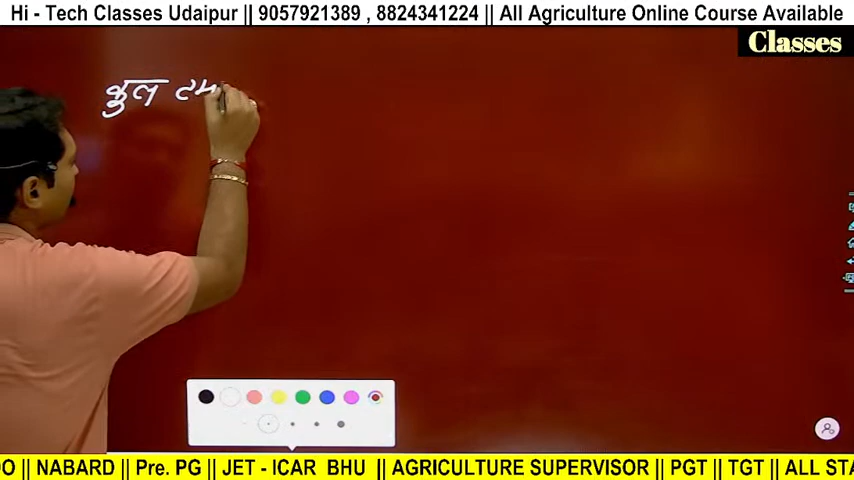 Hi - Tech Classes Udaipur || 9057921389 , 8824341224 || All Agriculture Online Course Available
Classes
कुल
DO || NABARD || Pre. PG || JET - ICAR BHU || AGRICULTURE SUPERVISOR || PGT || TGT || ALL STA